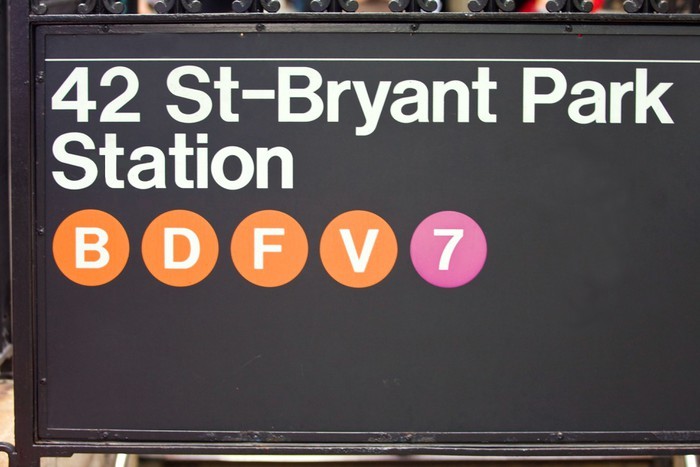 42 St–Bryant Park
Station
B D F V 7